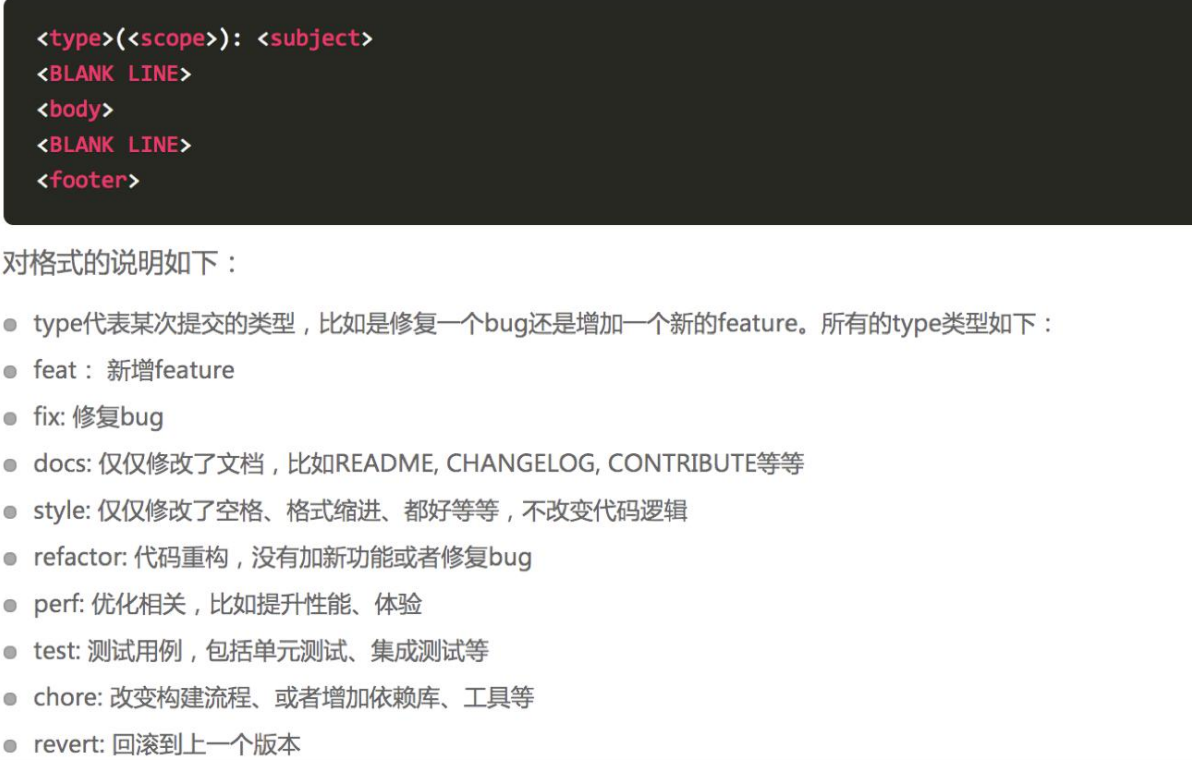 <type>(<scope>): <subject>
<BLANK LINE>
<body>
<BLANK LINE>
<footer>
对格式的说明如下：
type代表某次提交的类型，比如是修复一个bug还是增加一个新的feature。所有的type类型如下：
feat： 新增feature
fix: 修复bug
docs: 仅仅修改了文档，比如README, CHANGELOG, CONTRIBUTE等等
style: 仅仅修改了空格、格式缩进、都好等等，不改变代码逻辑
refactor: 代码重构，没有加新功能或者修复bug
perf: 优化相关，比如提升性能、体验
test: 测试用例，包括单元测试、集成测试等
chore: 改变构建流程、或者增加依赖库、工具等
revert: 回滚到上一个版本